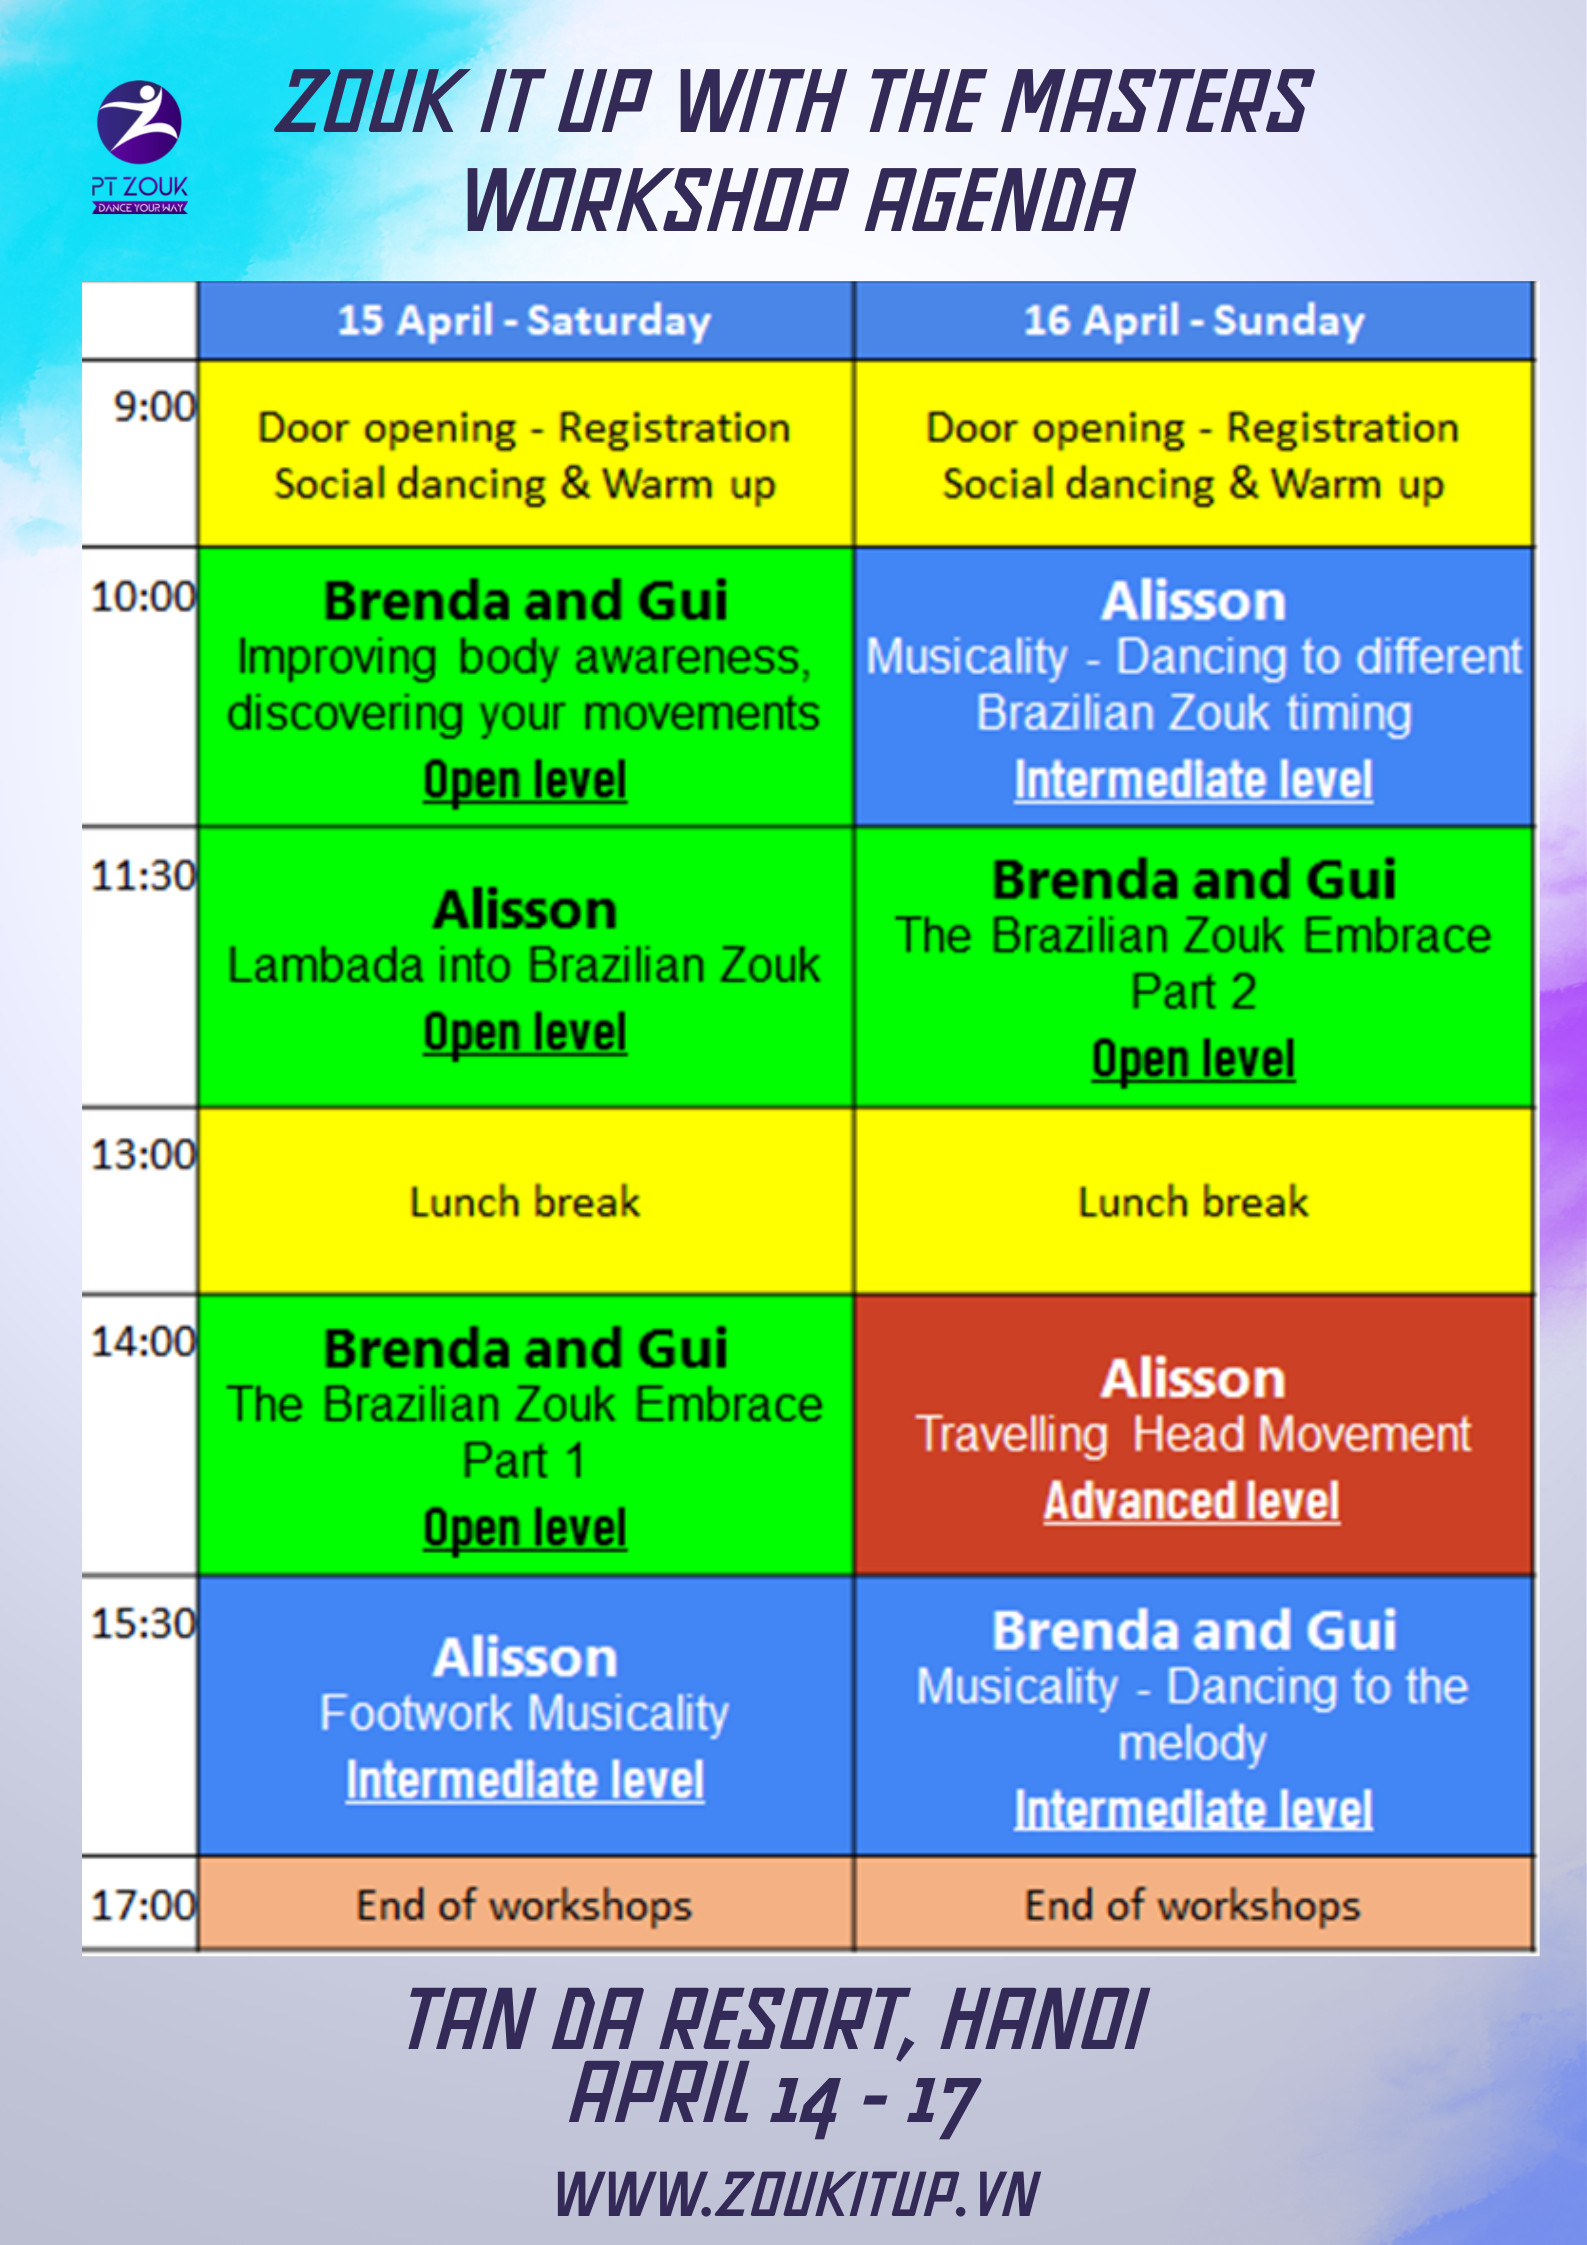 ZOUK IT UP WITH THE MASTERS
WORKSHOP AGENDA
PT ZOUK
DANCE YOUR WAY
15 April - Saturday
16 April - Sunday
9:00
Door opening - Registration
Social dancing & Warm up
Door opening - Registration
Social dancing & Warm up
10:00
Brenda and Gui
Improving body awareness,
discovering your movements
Open level
Alisson
Musicality - Dancing to different
Brazilian Zouk timing
Intermediate level
11:30
Alisson
Lambada into Brazilian Zouk
Open level
Brenda and Gui
The Brazilian Zouk Embrace
Part 2
Open level
13:00
Lunch break
Lunch break
14:00
Brenda and Gui
The Brazilian Zouk Embrace
Part 1
Open level
Alisson
Travelling Head Movement
Advanced level
15:30
Alisson
Footwork Musicality
Intermediate level
Brenda and Gui
Musicality - Dancing to the
melody
Intermediate level
17:00
End of workshops
End of workshops
TAN DA RESORT, HANOI
APRIL 14 - 17
WWW.ZOUKITUP.VN